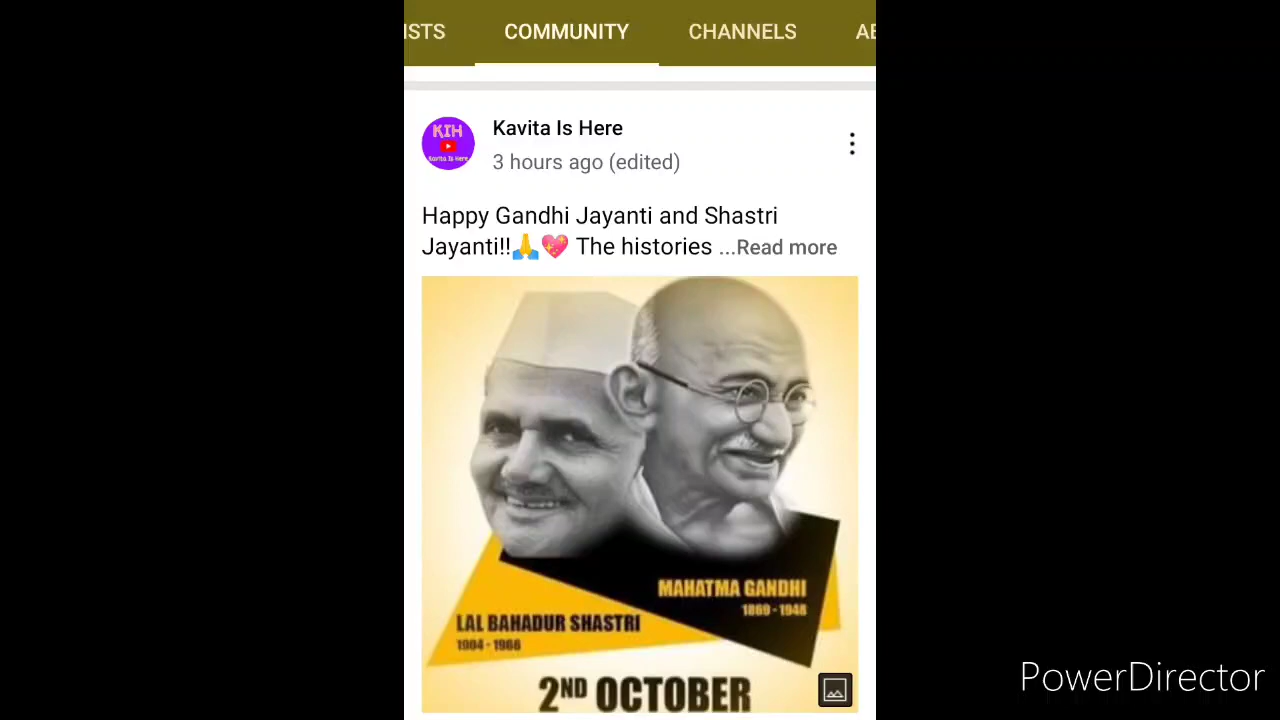 ISTS COMMUNITY CHANNELS AB
KIH
Kavita Is Here
Kavita Is Here
3 hours ago (edited)
Happy Gandhi Jayanti and Shastri
Jayanti!!🙏💖 The histories ...Read more
MAHATMA GANDHI
1869 - 1948
LAL BAHADUR SHASTRI
1904 - 1966
2ND OCTOBER
PowerDirector